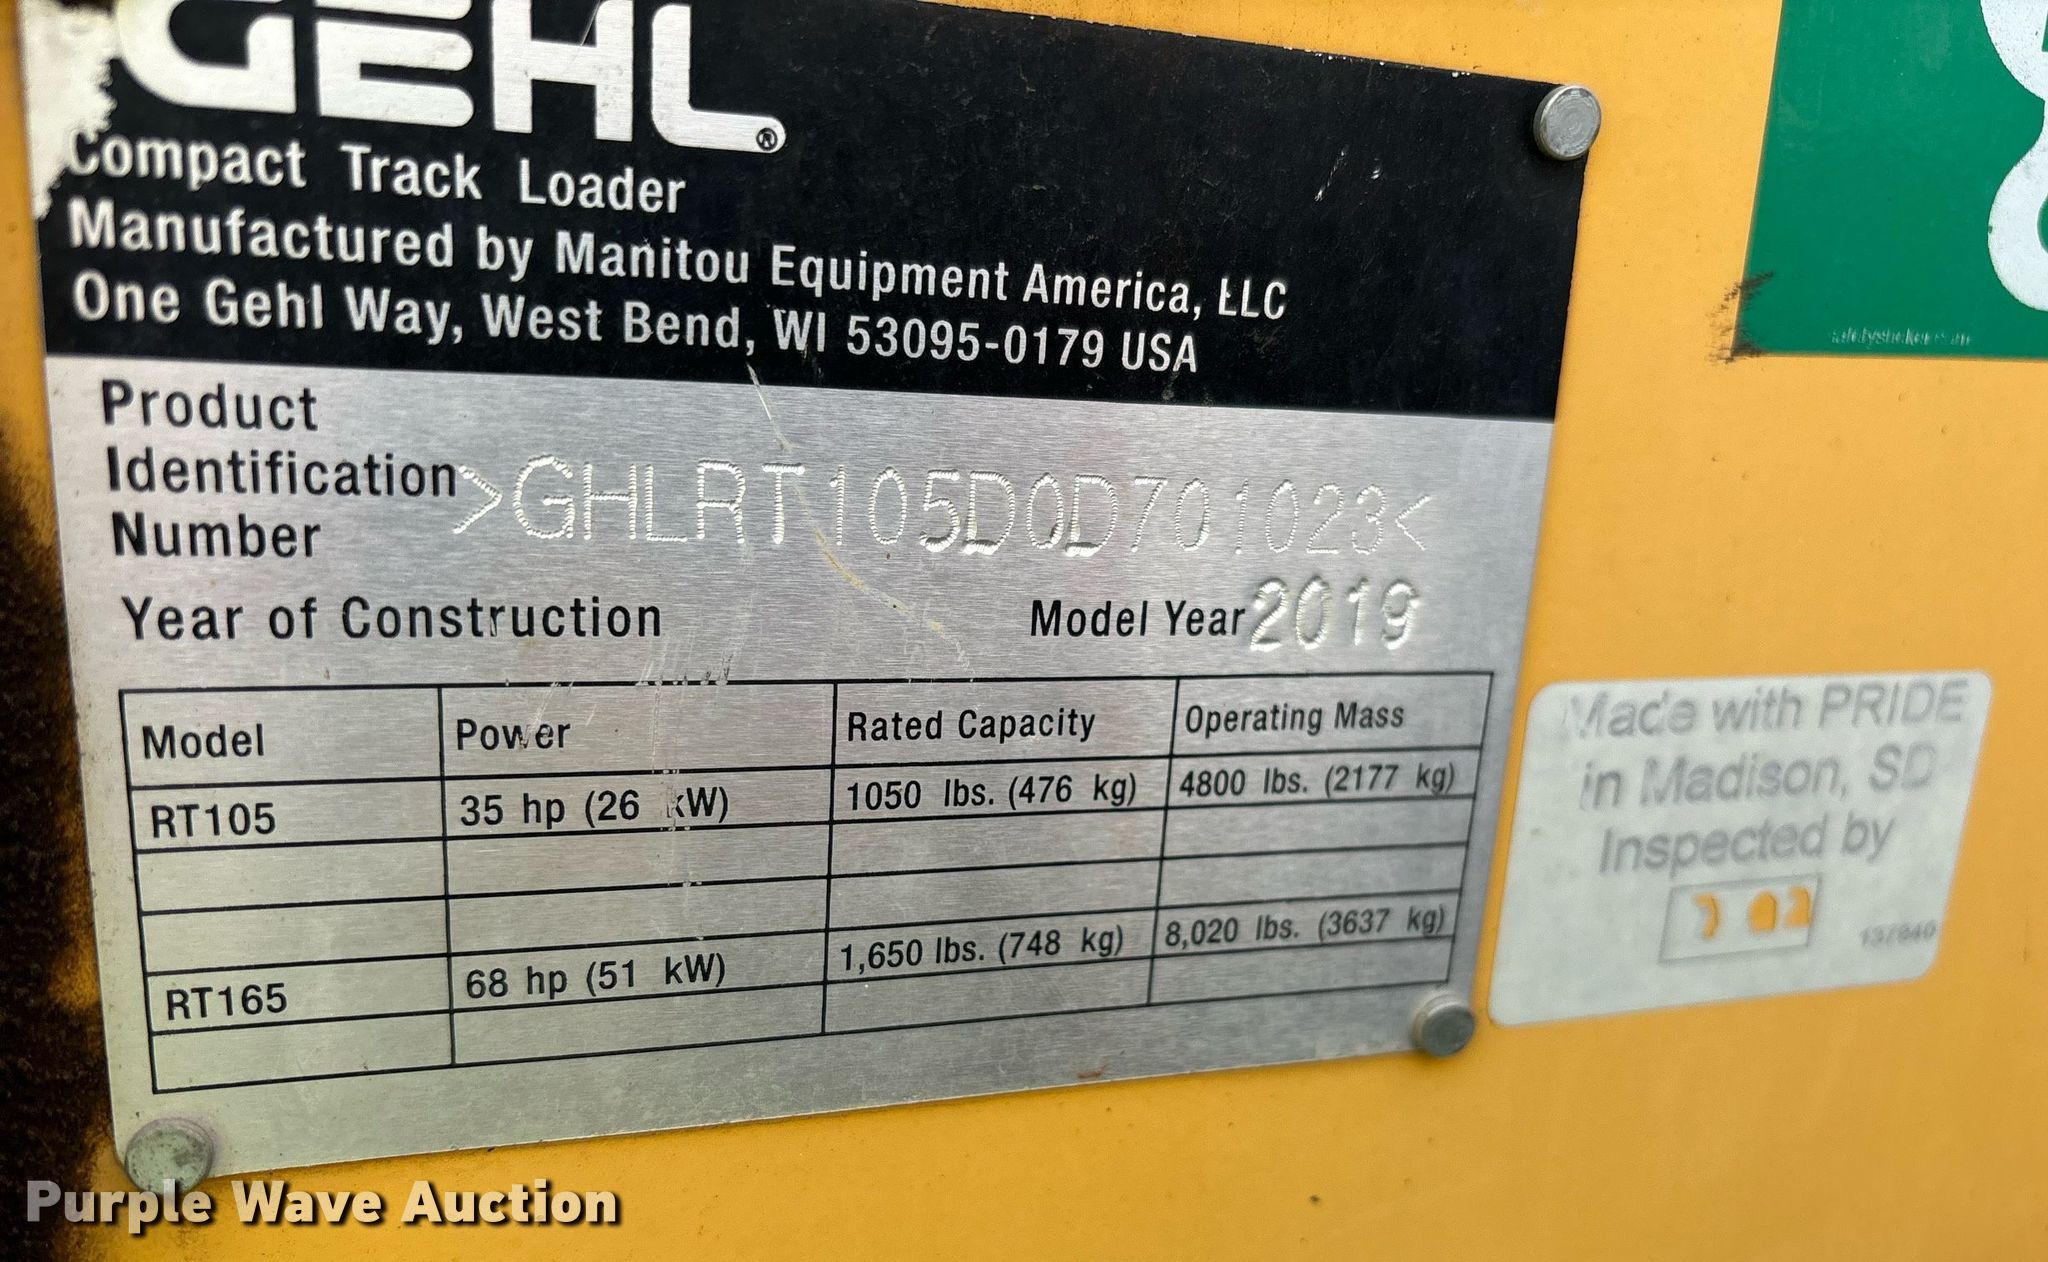 GEHL®
Compact Track Loader
Manufactured by Manitou Equipment America, LLC
One Gehl Way, West Bend, WI 53095-0179 USA
Product
Identification >GHLRT105D0D701023<
Number
Year of Construction Model Year 2019
Model Power Rated Capacity Operating Mass
RT105 35 hp (26 kW) 1050 lbs. (476 kg) 4800 lbs. (2177 kg)
RT165 68 hp (51 kW) 1,650 lbs. (748 kg) 8,020 lbs. (3637 kg)
Made with PRIDE
in Madison, SD
Inspected by
Purple Wave Auction